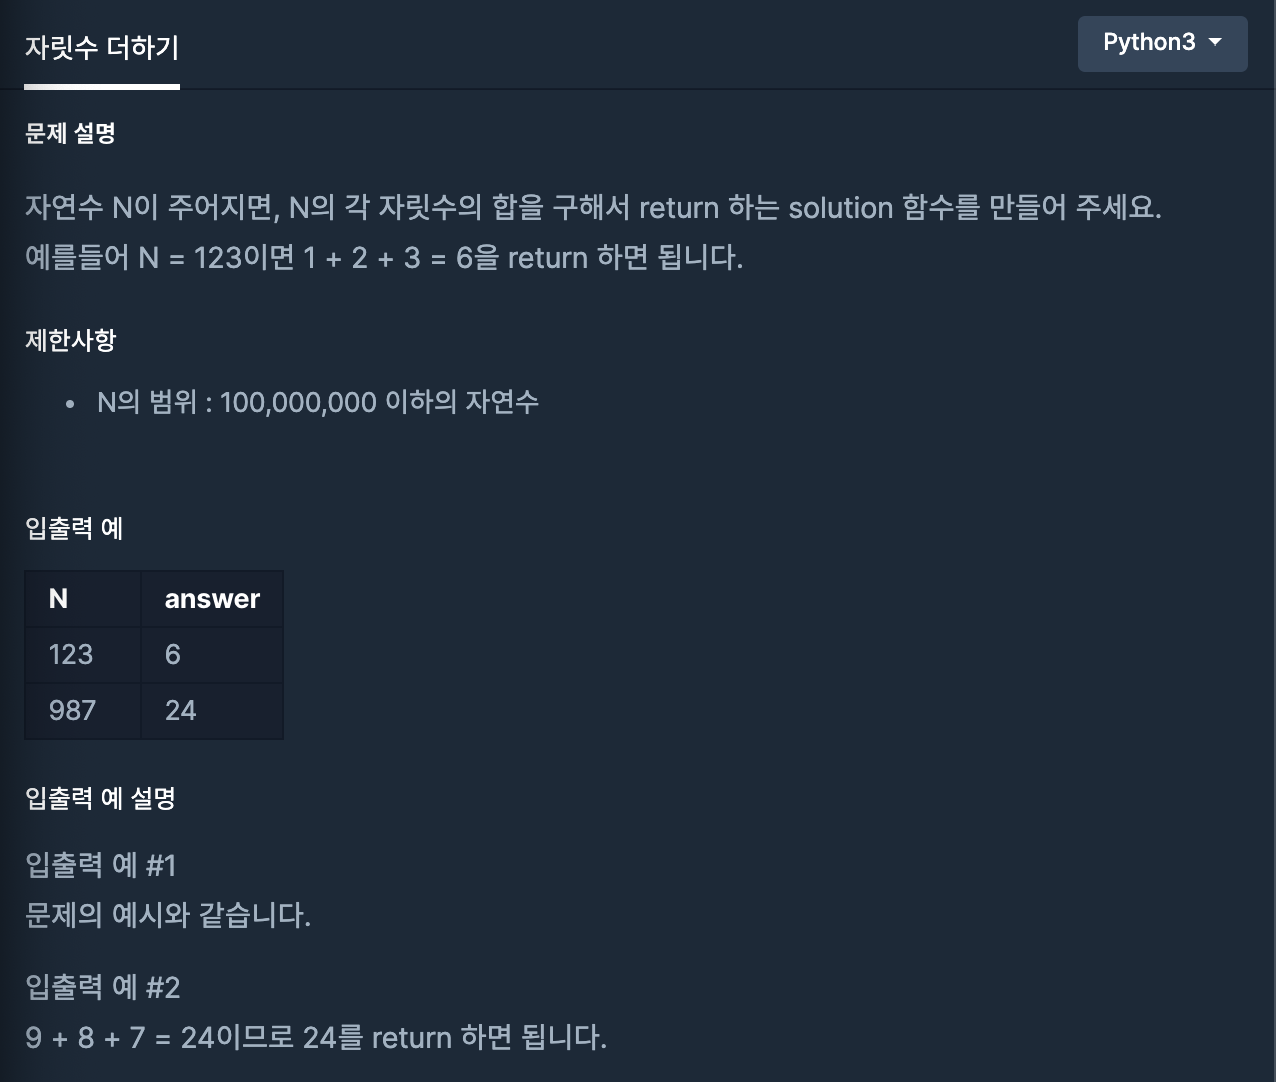 자릿수 더하기
Python3
문제 설명
자연수 N이 주어지면, N의 각 자릿수의 합을 구해서 return 하는 solution 함수를 만들어 주세요.
예를들어 N = 123이면 1 + 2 + 3 = 6을 return 하면 됩니다.
제한사항
• N의 범위 : 100,000,000 이하의 자연수
입출력 예
N answer
123 6
987 24
입출력 예 설명
입출력 예 #1
문제의 예시와 같습니다.
입출력 예 #2
9 + 8 + 7 = 24이므로 24를 return 하면 됩니다.